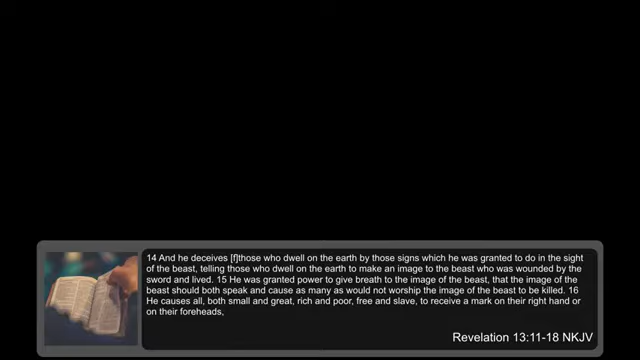 14 And he deceives [f]those who dwell on the earth by those signs which he was granted to do in the sight
of the beast, telling those who dwell on the earth to make an image to the beast who was wounded by the
sword and lived. 15 He was granted power to give breath to the image of the beast, that the image of the
beast should both speak and cause as many as would not worship the image of the beast to be killed. 16
He causes all, both small and great, rich and poor, free and slave, to receive a mark on their right hand or
on their foreheads,
Revelation 13:11-18 NKJV